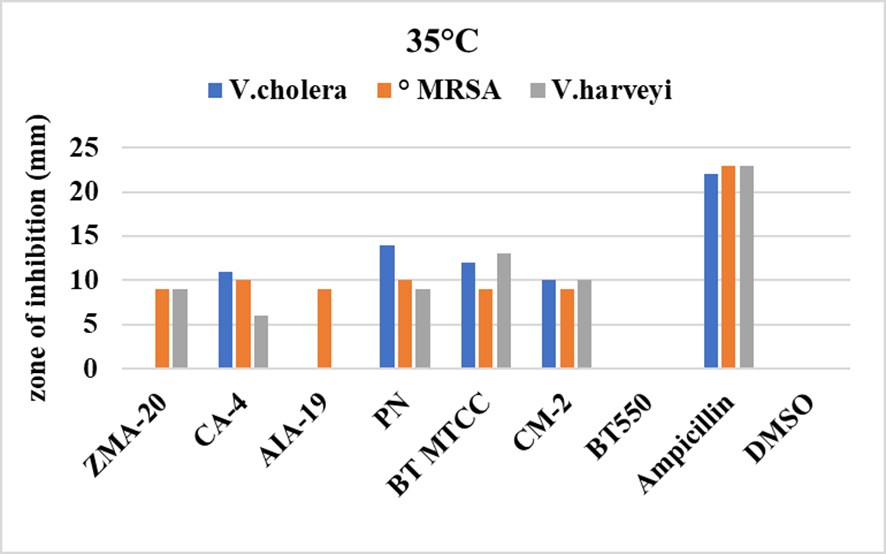 35°C
V.cholera ° MRSA V.harveyi
zone of inhibition (mm)
25
20
15
10
5
0
ZMA-20 CA-4 AIA-19 PN BT MTCC CM-2 BT550 Ampicillin DMSO